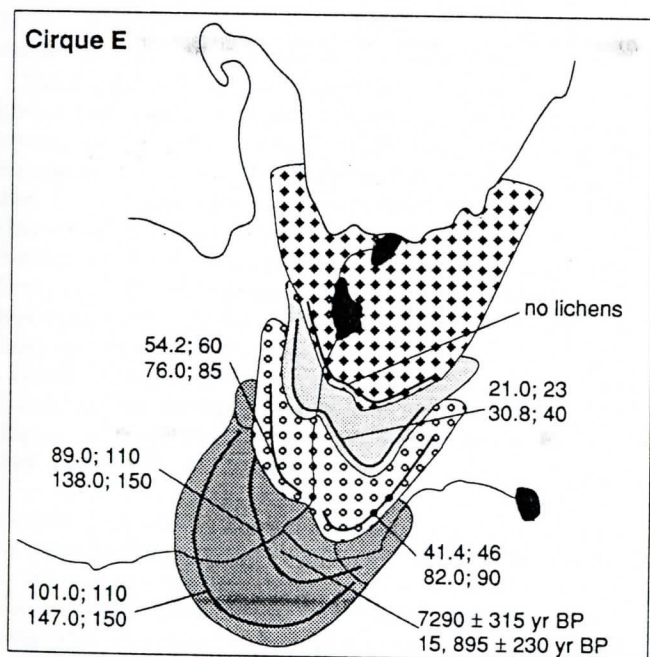 Cirque E
no lichens
54.2; 60
76.0; 85
21.0; 23
30.8; 40
89.0; 110
138.0; 150
41.4; 46
82.0; 90
101.0; 110
147.0; 150
7290 ± 315 yr BP
15, 895 ± 230 yr BP